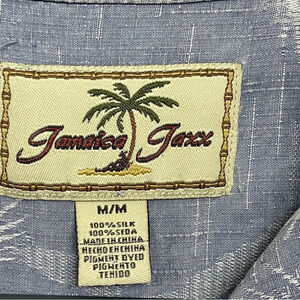 Jamaica Jaxx
M/M
100% SILK
100% SEDA
MADE IN CHINA
HECHO EN CHINA
PIGMENT DYED
PIGMENTO
TENIDO